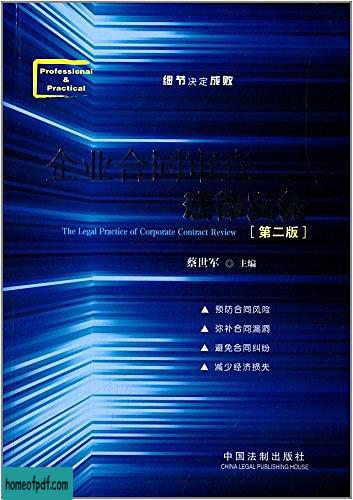 Professional
&
Practical
细节决定成败
企业合同审查
法律实务
The Legal Practice of Corporate Contract Review
[第二版]
蔡世军 ◎ 主编
▲ 预防合同风险
▲ 弥补合同漏洞
▲ 避免合同纠纷
▲ 减少经济损失
中国法制出版社
CHINA LEGAL PUBLISHING HOUSE
homeofpdf.com